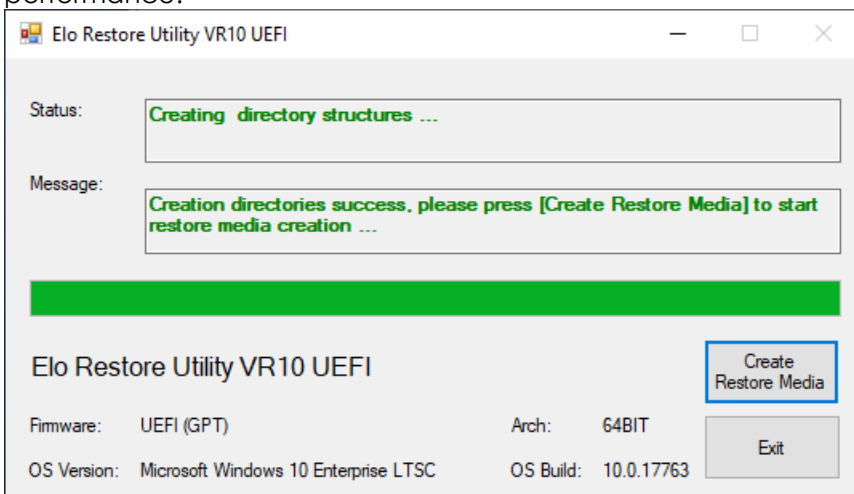 performance.
Elo Restore Utility VR10 UEFI
Status:
Creating directory structures ...
Message:
Creation directories success, please press [Create Restore Media] to start
restore media creation ...
Elo Restore Utility VR10 UEFI
Create
Restore Media
Firmware: UEFI (GPT) Arch: 64BIT
Exit
OS Version: Microsoft Windows 10 Enterprise LTSC OS Build: 10.0.17763